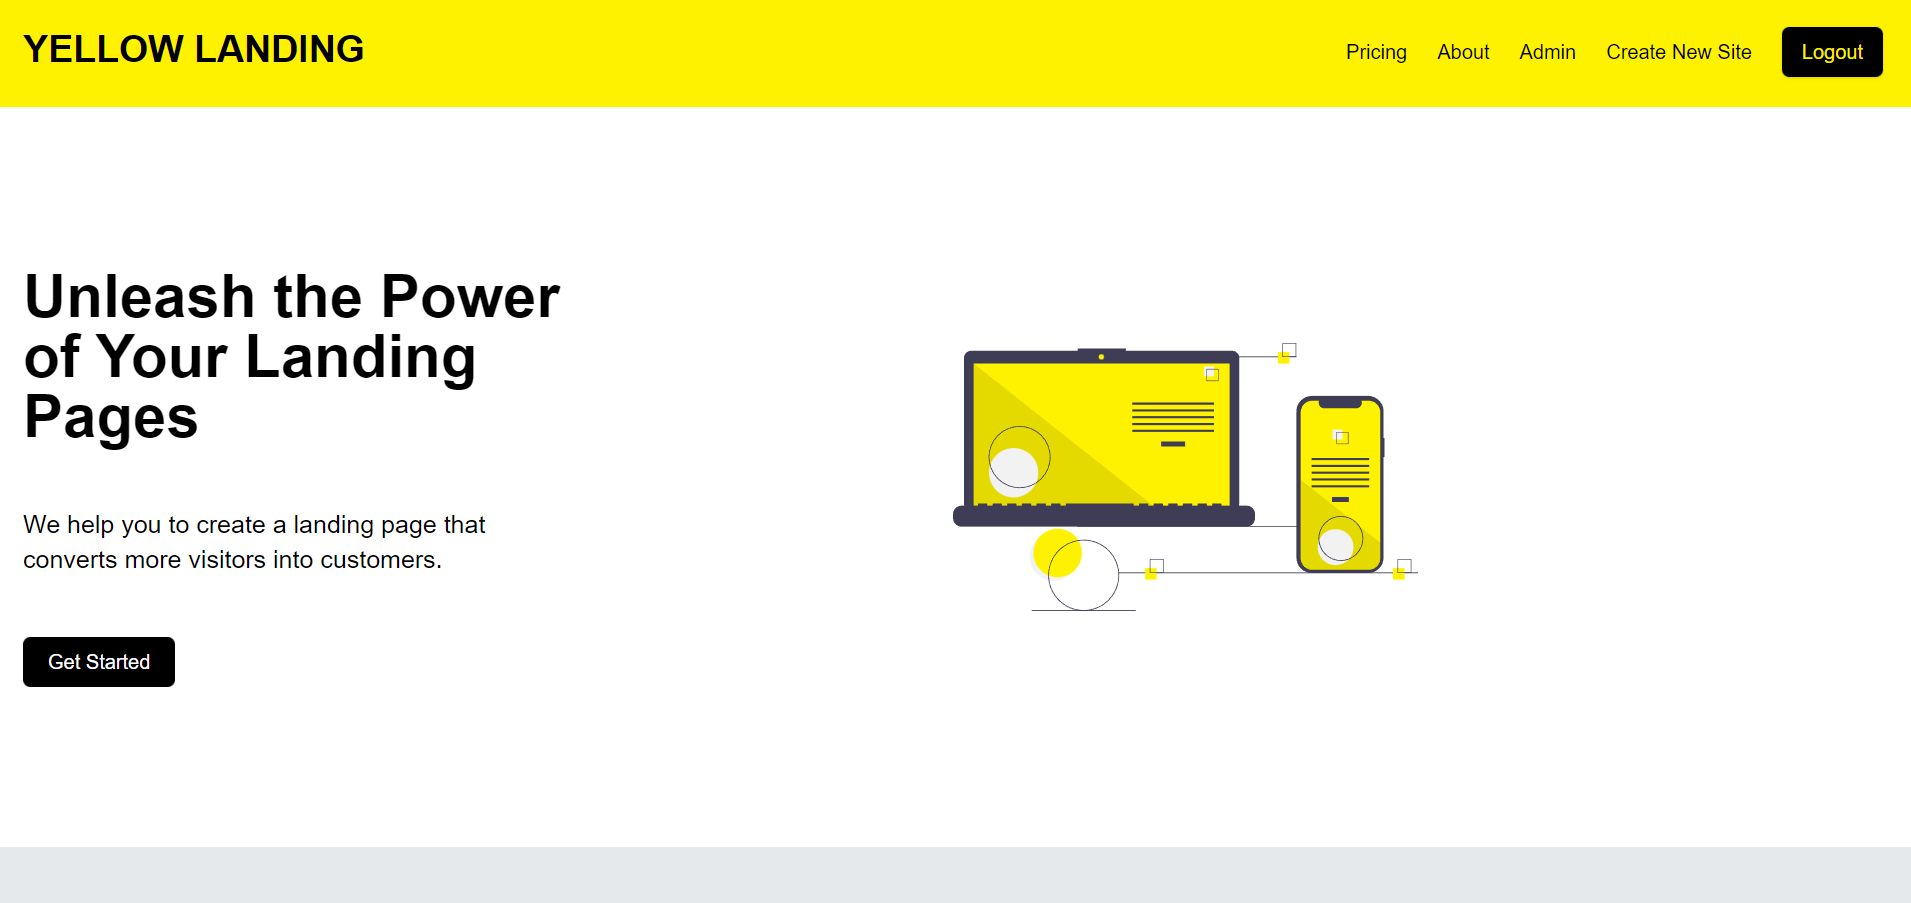 YELLOW LANDING
Pricing
About
Admin
Create New Site
Logout
Unleash the Power
of Your Landing
Pages
We help you to create a landing page that
converts more visitors into customers.
Get Started